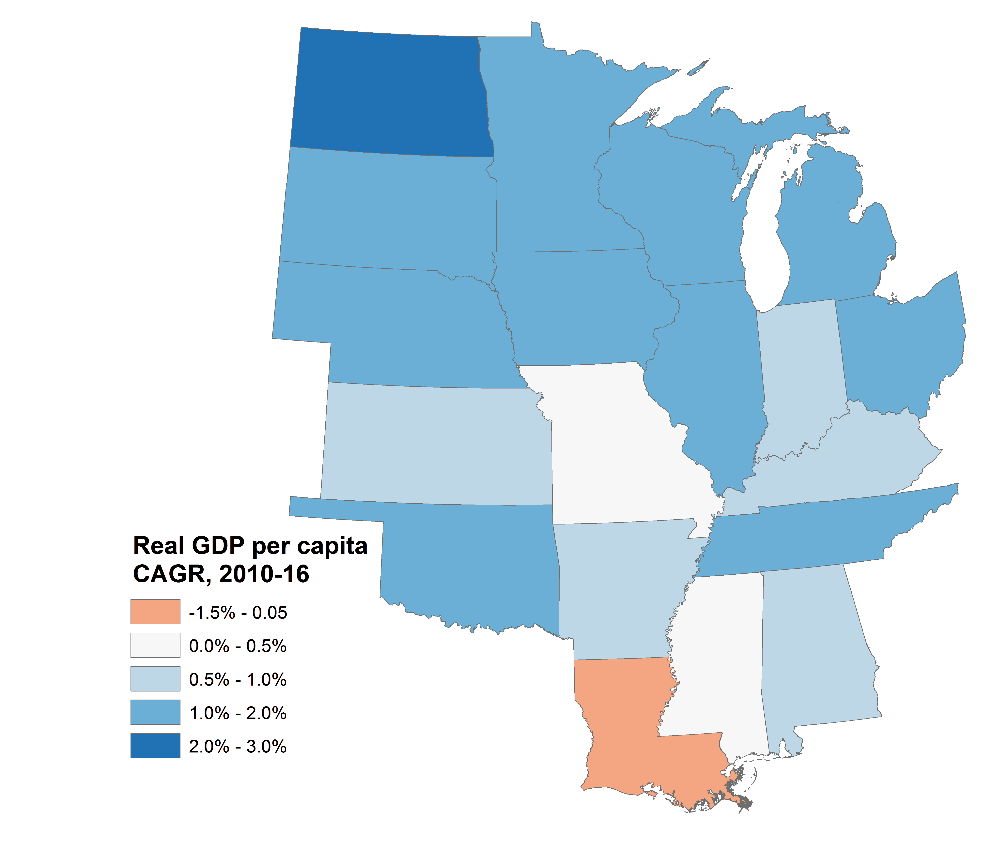 Real GDP per capita
CAGR, 2010-16
-1.5% - 0.05
0.0% - 0.5%
0.5% - 1.0%
1.0% - 2.0%
2.0% - 3.0%